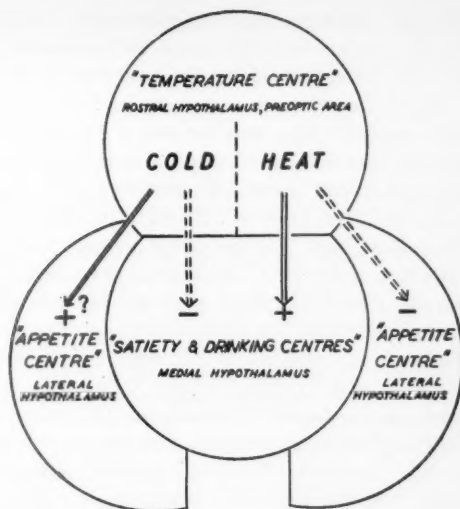 "TEMPERATURE CENTRE"
ROSTRAL HYPOTHALAMUS, PREOPTIC AREA
COLD HEAT
+ ?
- +
-
"APPETITE
CENTRE"
LATERAL
HYPOTHALAMUS
"SATIETY & DRINKING CENTRES"
MEDIAL HYPOTHALAMUS
"APPETITE
CENTRE"
LATERAL
HYPOTHALAMUS